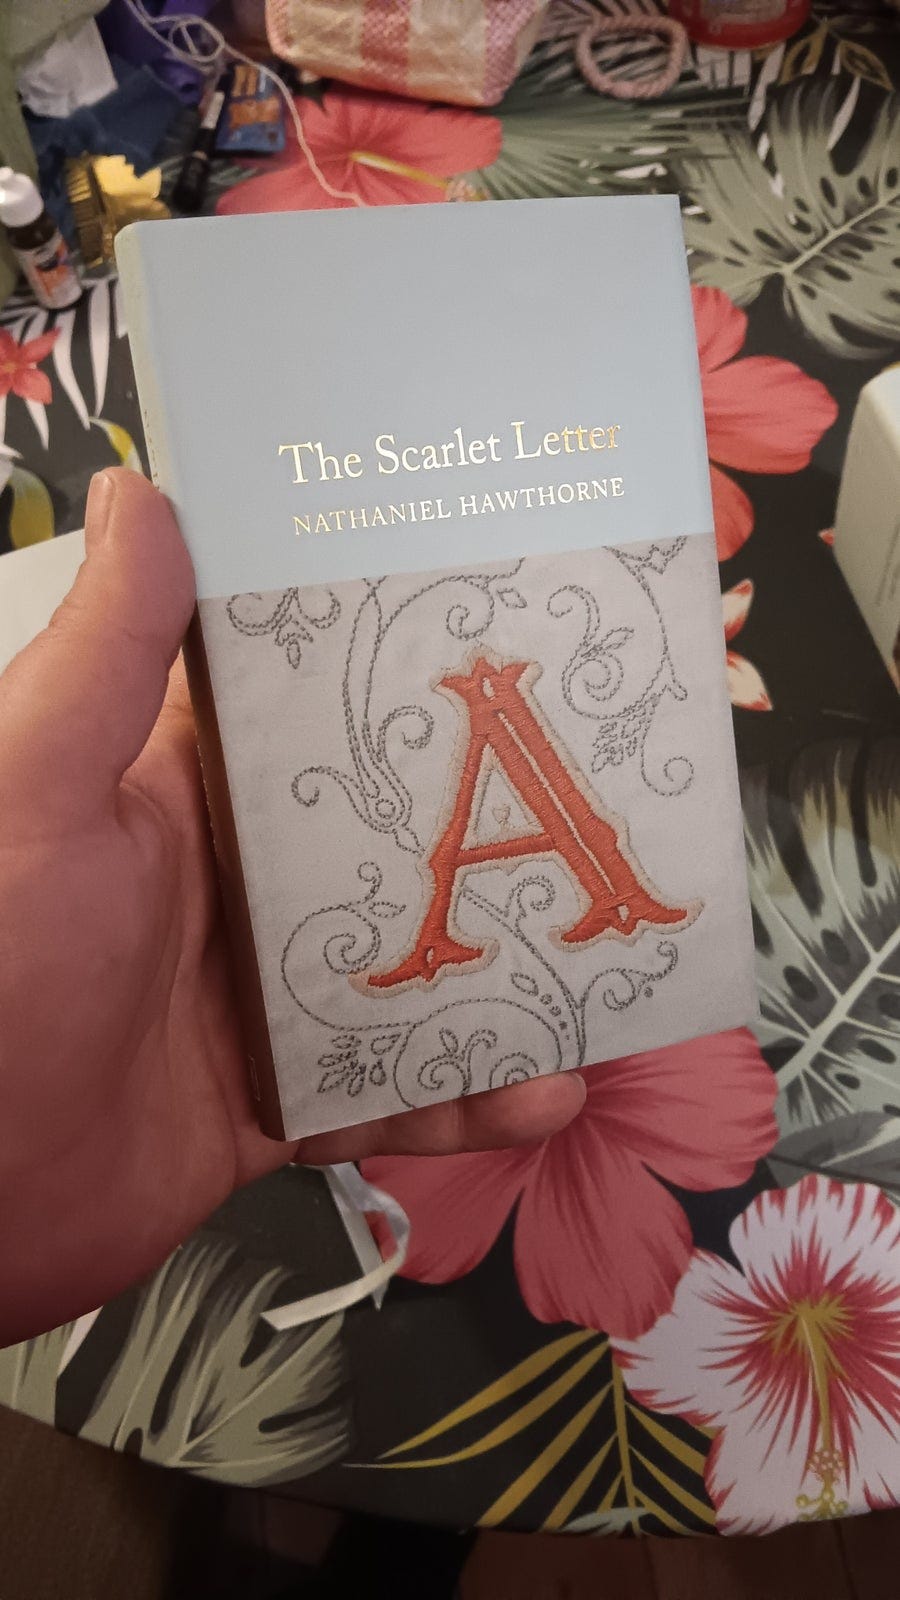 The Scarlet Letter
NATHANIEL HAWTHORNE
A